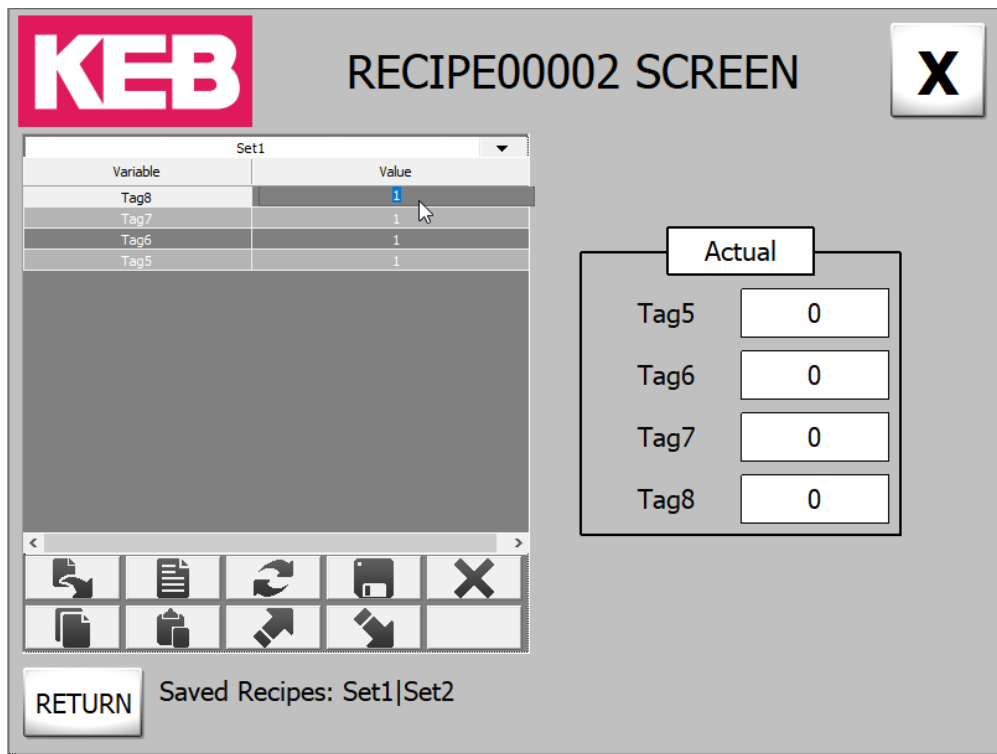 KEB
RECIPE00002 SCREEN
X
Set1
Variable Value
Tag8 1
Tag7 1
Tag6 1
Tag5 1
Actual
Tag5 0
Tag6 0
Tag7 0
Tag8 0
RETURN
Saved Recipes: Set1|Set2